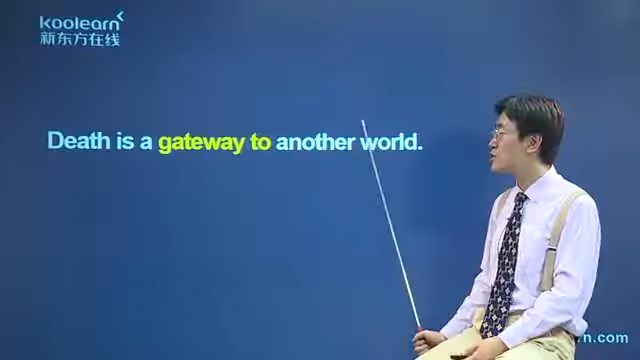 koolearn
新东方在线
Death is a gateway to another world.
n.com